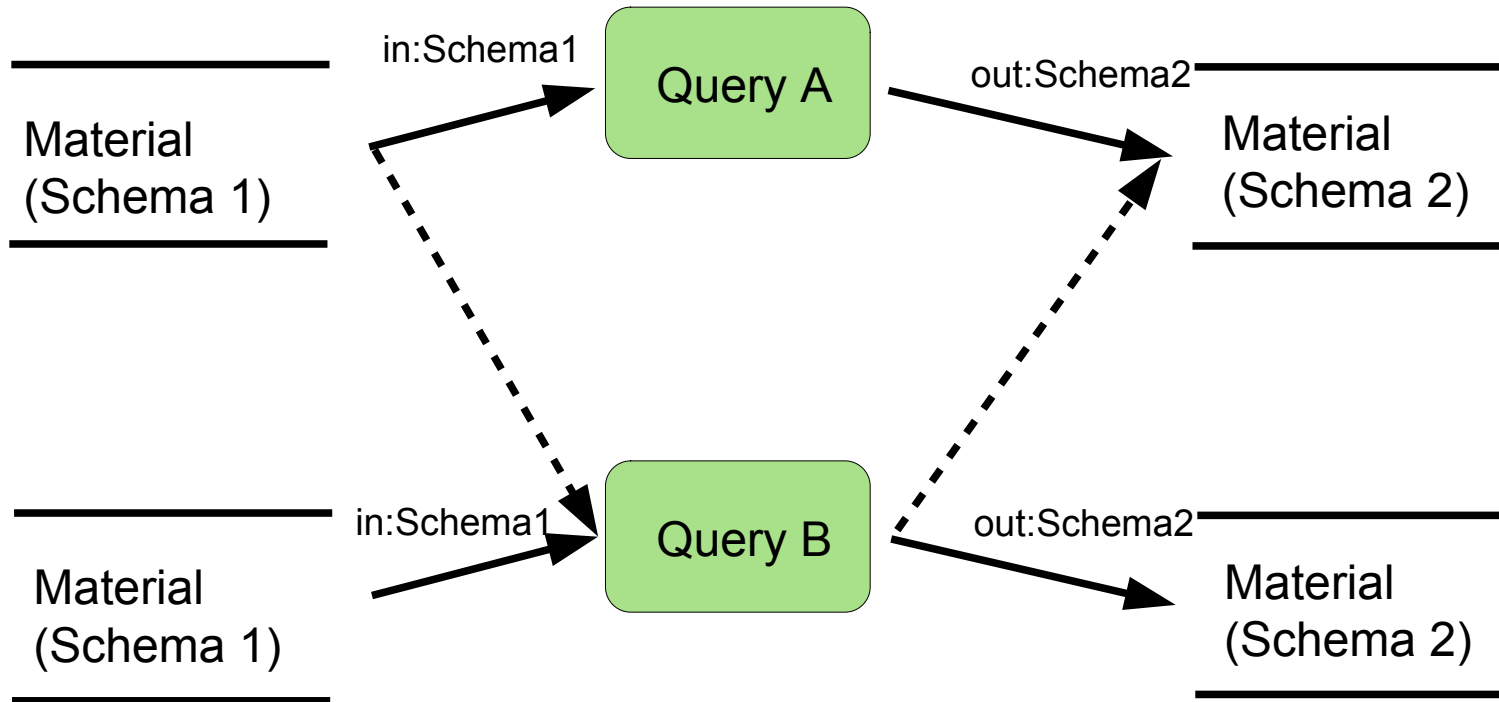 in:Schema1
Query A
out:Schema2
Material
(Schema 1)
Material
(Schema 2)
in:Schema1
Query B
out:Schema2
Material
(Schema 1)
Material
(Schema 2)